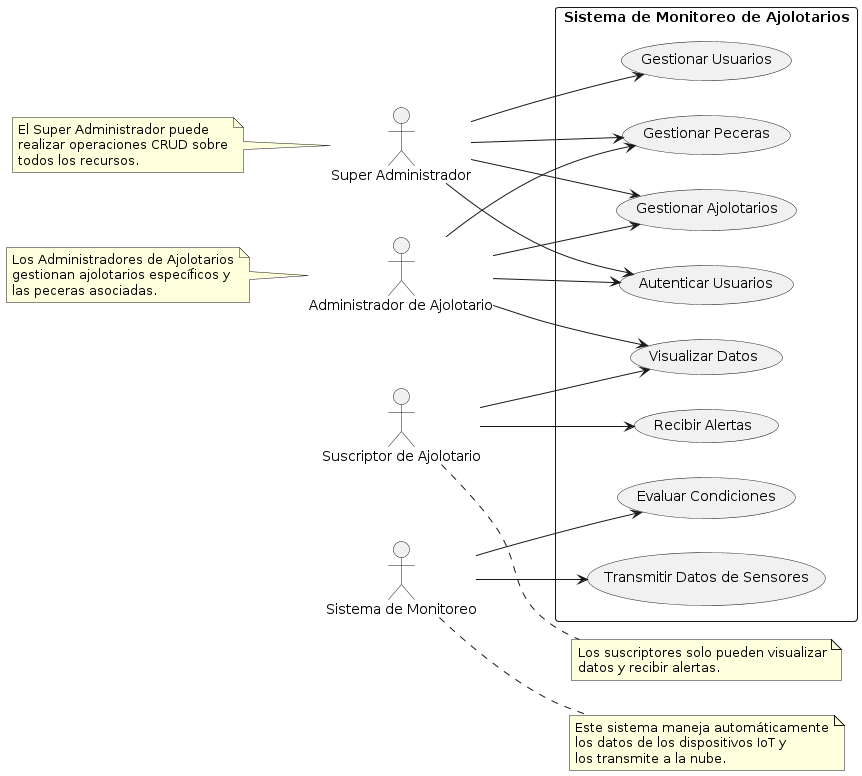 Sistema de Monitoreo de Ajolotarios
Gestionar Usuarios
El Super Administrador puede
realizar operaciones CRUD sobre
todos los recursos.
Gestionar Peceras
Super Administrador
Gestionar Ajolotarios
Los Administradores de Ajolotarios
gestionan ajolotarios específicos y
las peceras asociadas.
Administrador de Ajolotario
Autenticar Usuarios
Visualizar Datos
Recibir Alertas
Suscriptor de Ajolotario
Evaluar Condiciones
Transmitir Datos de Sensores
Sistema de Monitoreo
Los suscriptores solo pueden visualizar
datos y recibir alertas.
Este sistema maneja automáticamente
los datos de los dispositivos IoT y
los transmite a la nube.